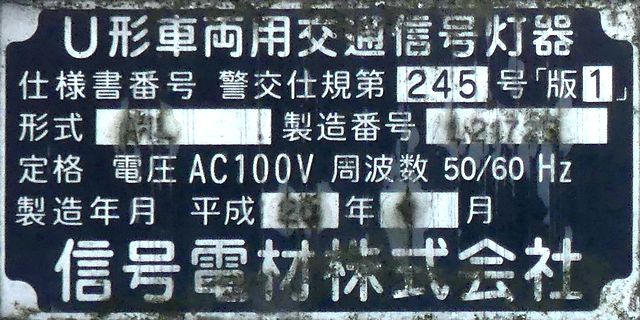 U形車両用交通信号灯器
仕様書番号 警交仕規第 245 号「版1」
形式 製造番号
定格 電圧 AC100V 周波数 50/60 Hz
製造年月 平成 年 月
信号電材株式会社